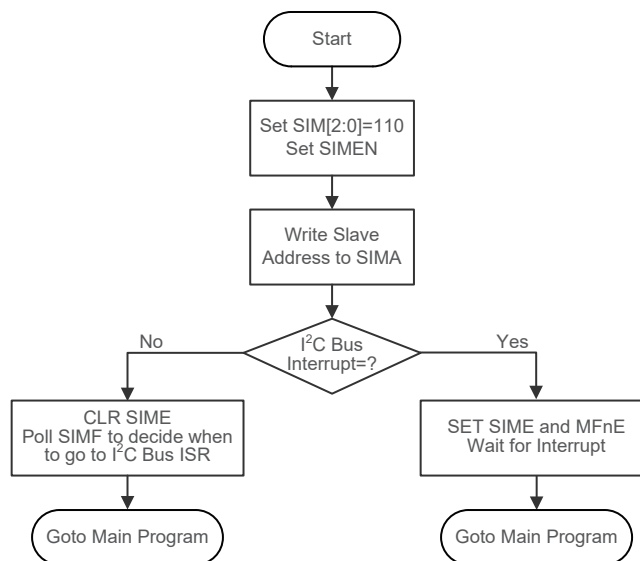 Start
Set SIM[2:0]=110
Set SIMEN
Write Slave
Address to SIMA
I²C Bus
Interrupt=?
No
Yes
CLR SIME
Poll SIMF to decide when
to go to I²C Bus ISR
SET SIME and MFnE
Wait for Interrupt
Goto Main Program
Goto Main Program